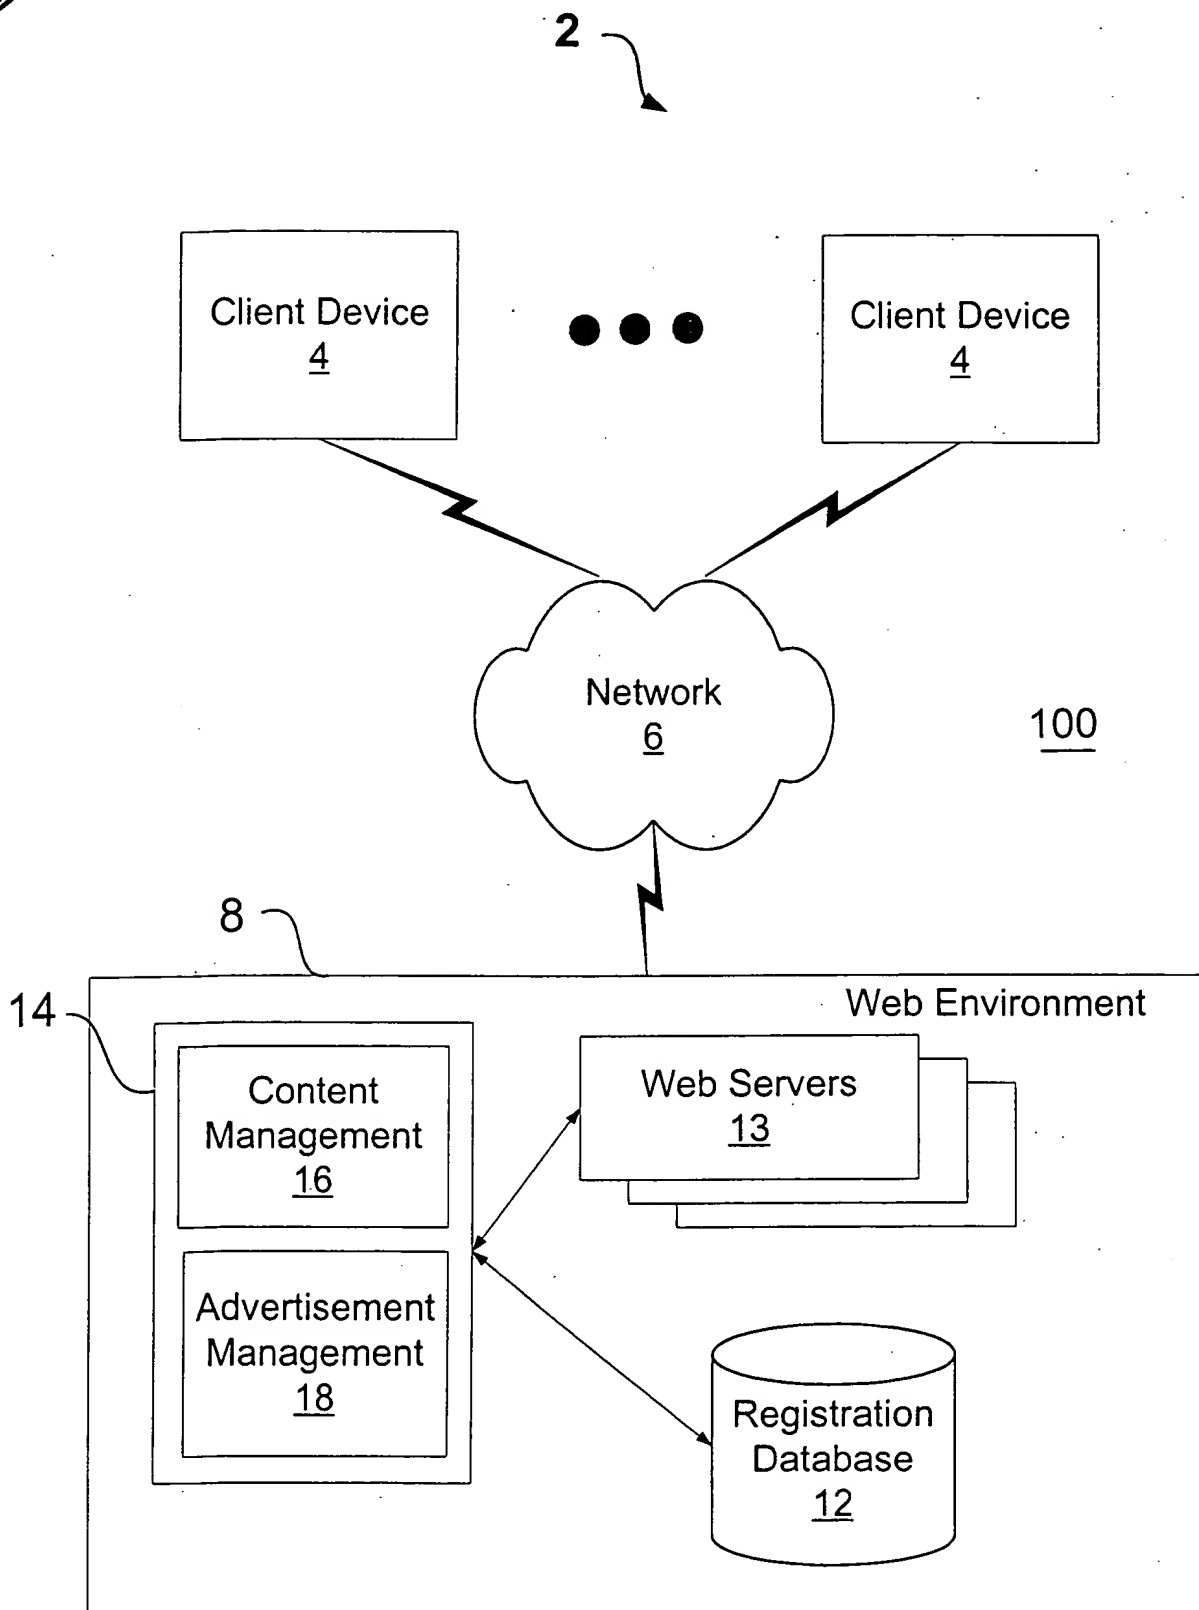 2
Client Device
4
Client Device
4
Network
6
100
8
Web Environment
14
Content
Management
16
Web Servers
13
Advertisement
Management
18
Registration
Database
12